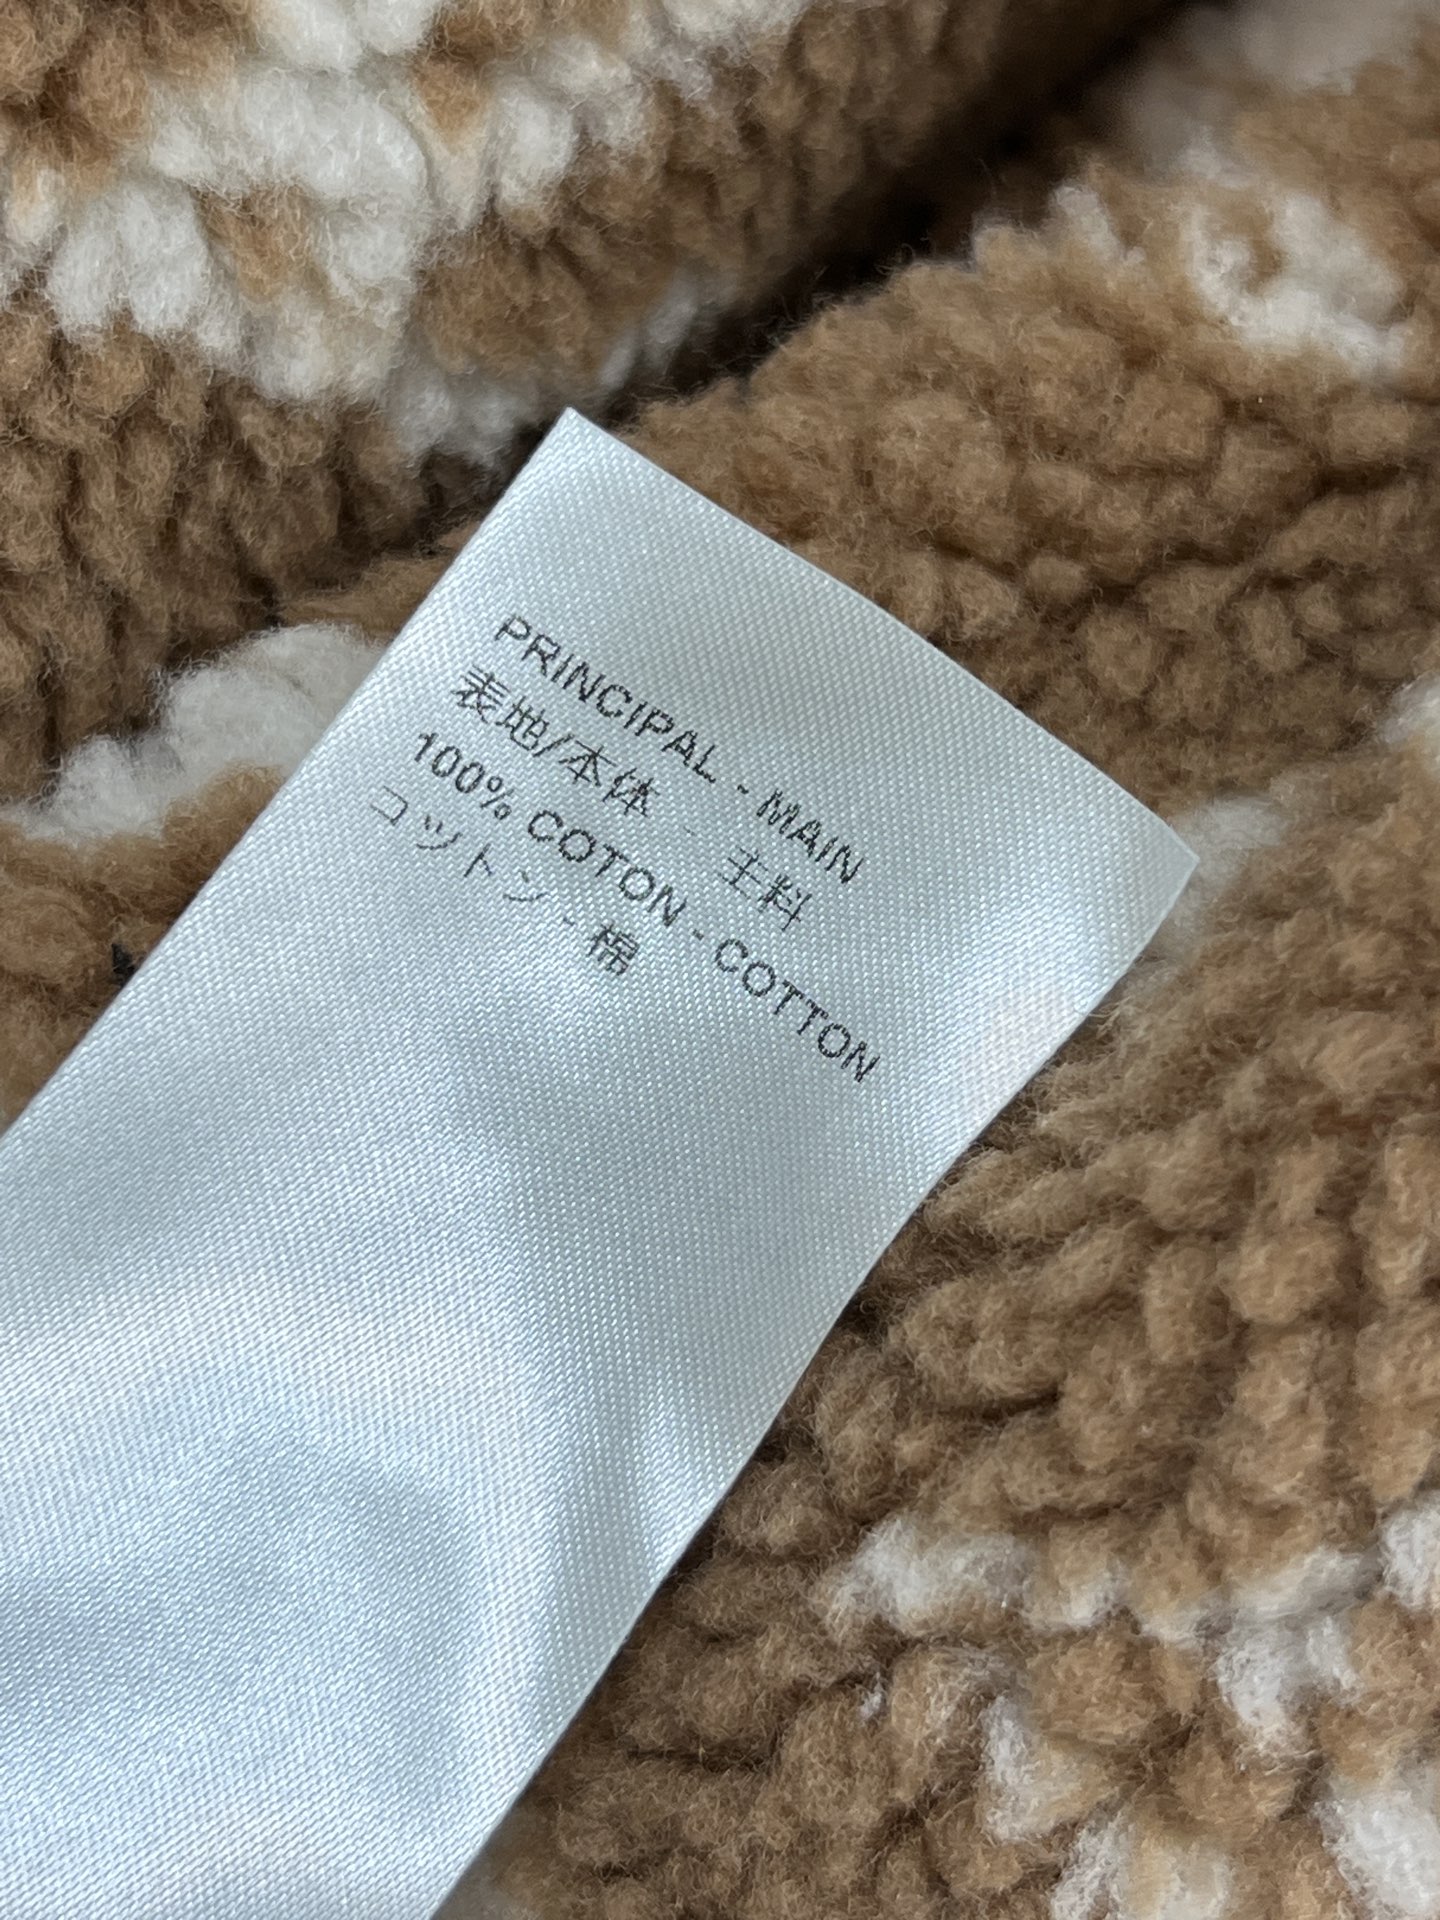 PRINCIPAL - MAIN
表地/本体 - 主料
100% COTON - COTTON
コットン - 棉